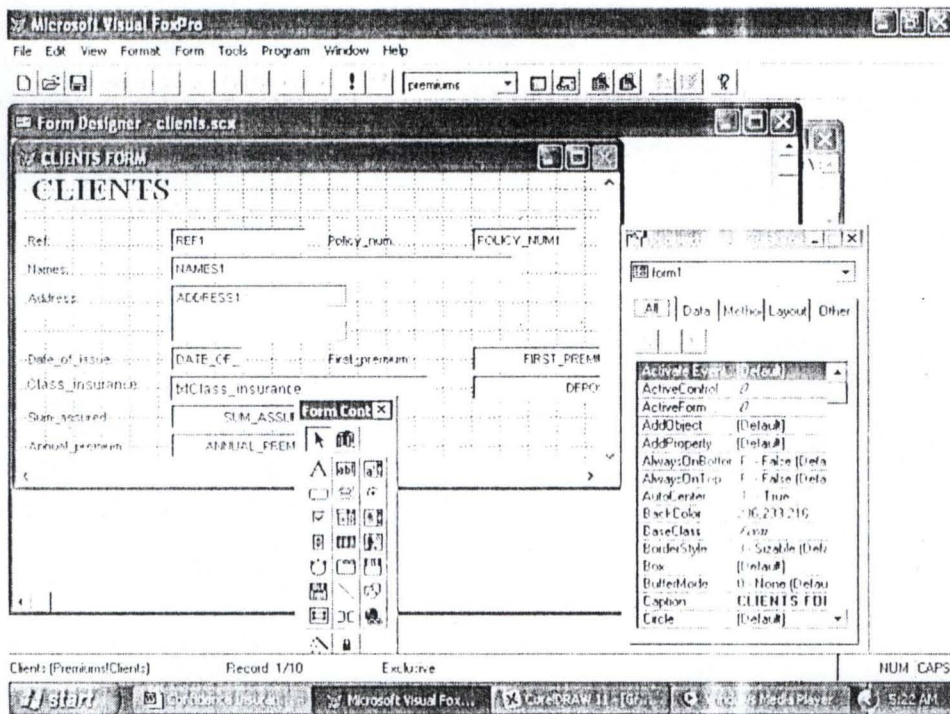 Microsoft Visual FoxPro
File Edit View Format Form Tools Program Window Help
premiums
Form Designer - clients.scx
CLIENTS FORM
CLIENTS
Ref: REF1 Policy_num: POLICY_NUM1
Names: NAMES1
Address: ADDRESS1
Date_of_issue: DATE_OF_ First_premium: FIRST_PREMI
Class_insurance: txtClass_insurance DEPO
Sum_assured: SUM_ASSU
Annual_premium: ANNUAL_PREM
Form Cont
form1
All Data Method Layout Other
Activate Event [Default]
ActiveControl 0
ActiveForm 0
AddObject [Default]
AddProperty [Default]
AlwaysOnBottom F - False (Defa
AlwaysOnTop F - False (Defa
AutoCenter T - True
BackColor 236,233,216
BaseClass Form
BorderStyle 3 - Sizable (Defa
Box [Default]
BufferMode 0 - None (Defau
Caption CLIENTS FOR
Circle [Default]
Clients (Premiums!Clients) Record 1/10 Exclusive NUM CAPS
start Microsoft Visual Fox... CorelDRAW 11 - [Gr... Windows Media Player 5:22 AM